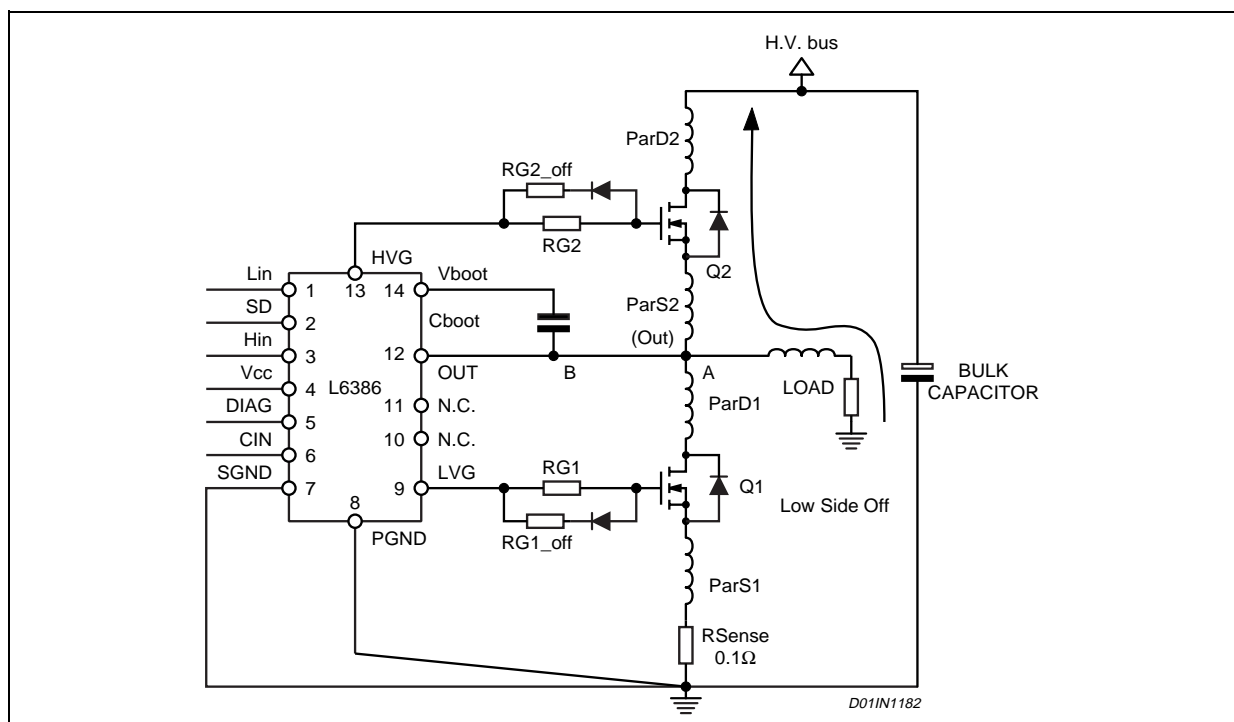 H.V. bus
ParD2
RG2_off
RG2
HVG
Q2
Lin
Vboot
1
13
14
ParS2
SD
2
Cboot
(Out)
Hin
3
12
OUT
B
A
Vcc
4
L6386
11
N.C.
ParD1
LOAD
BULK
CAPACITOR
DIAG
5
10
N.C.
CIN
6
RG1
SGND
LVG
7
8
9
Q1
Low Side Off
PGND
RG1_off
ParS1
RSense
0.1Ω
D01IN1182